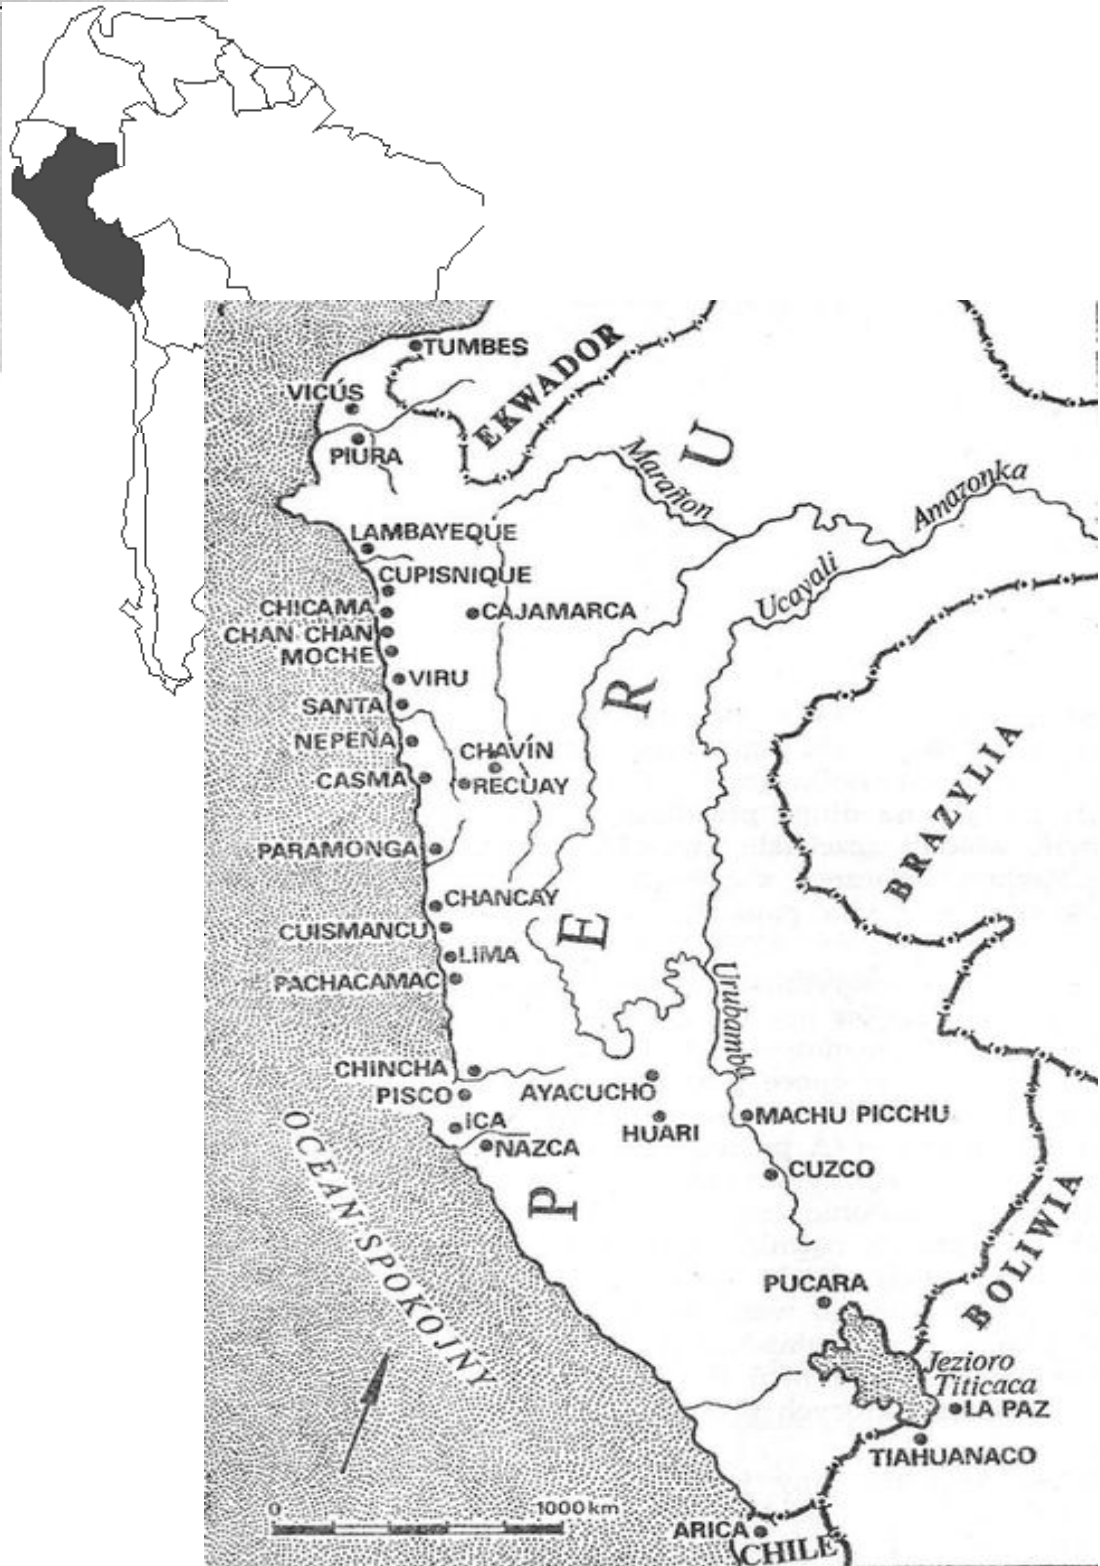 TUMBES
EKWADOR
VICÚS
PIURA
Marañon
Amazonka
Ucayali
LAMBAYEQUE
CUPISNIQUE
CHICAMA
CAJAMARCA
CHAN CHAN
MOCHE
VIRU
SANTA
NEPEÑA
CHAVÍN
CASMA
RECUAY
BRAZYLIA
PARAMONGA
CHANCAY
CUISMANCU
LIMA
PACHACAMAC
Urubamba
CHINCHA
AYACUCHO
PISCO
ICA
HUARI
MACHU PICCHU
NAZCA
CUZCO
PERU
OCEAN SPOKOJNY
BOLIWIA
PUCARA
Jezioro
Titicaca
LA PAZ
TIAHUANACO
0 1000 km
ARICA
CHILE